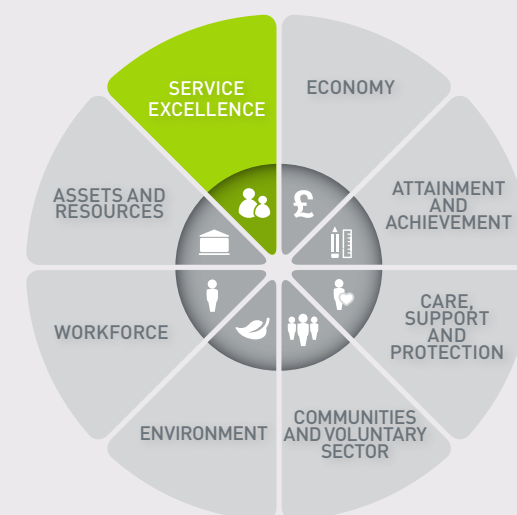 SERVICE
EXCELLENCE
ECONOMY
ATTAINMENT
AND
ACHIEVEMENT
CARE,
SUPPORT
AND
PROTECTION
COMMUNITIES
AND VOLUNTARY
SECTOR
ENVIRONMENT
WORKFORCE
ASSETS AND
RESOURCES
£